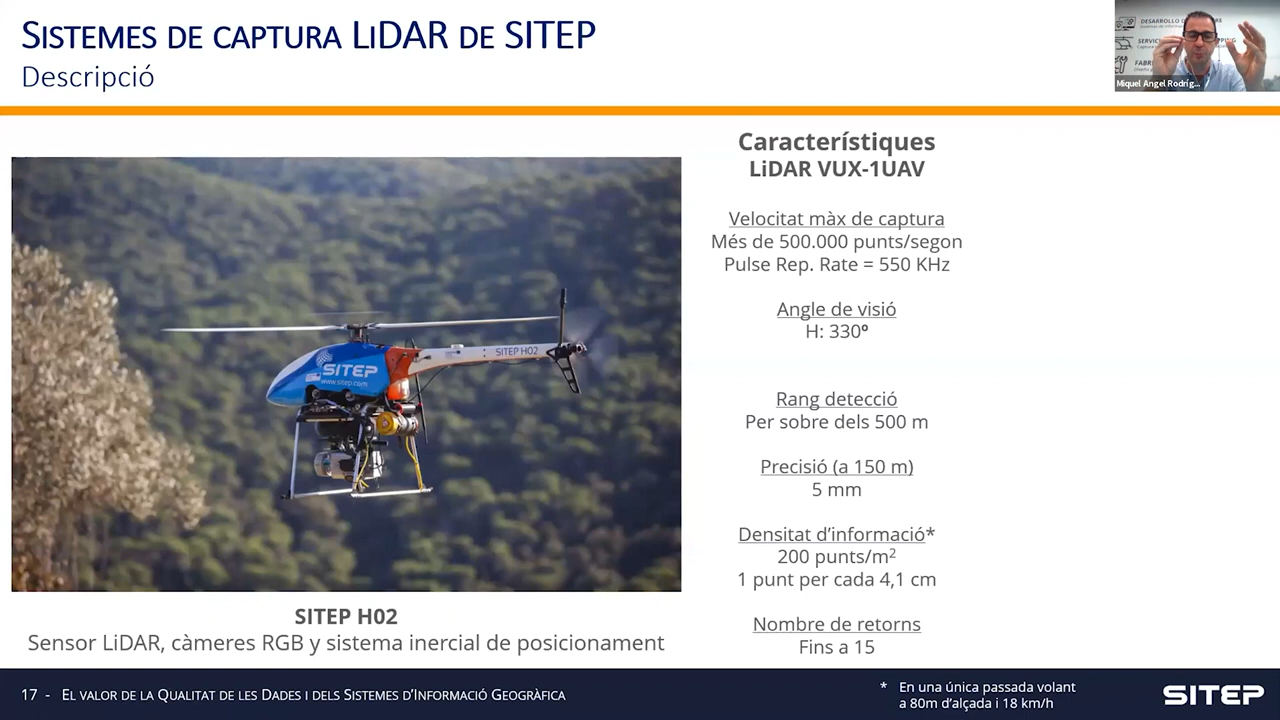 SISTEMES DE CAPTURA LiDAR DE SITEP
Descripció
DESARROLLO
SERVIC
FABR
Miquel Angel Rodríg...
Característiques
LiDAR VUX-1UAV
Velocitat màx de captura
Més de 500.000 punts/segon
Pulse Rep. Rate = 550 KHz
Angle de visió
H: 330º
Rang detecció
Per sobre dels 500 m
Precisió (a 150 m)
5 mm
Densitat d’informació*
200 punts/m²
1 punt per cada 4,1 cm
Nombre de retorns
Fins a 15
SITEP H02
SITEP
www.sitep.com
SITEP H02
Sensor LiDAR, càmeres RGB y sistema inercial de posicionament
17 - EL VALOR DE LA QUALITAT DE LES DADES I DELS SISTEMES D’INFORMACIÓ GEOGRÀFICA
* En una única passada volant
a 80m d’alçada i 18 km/h
SITEP